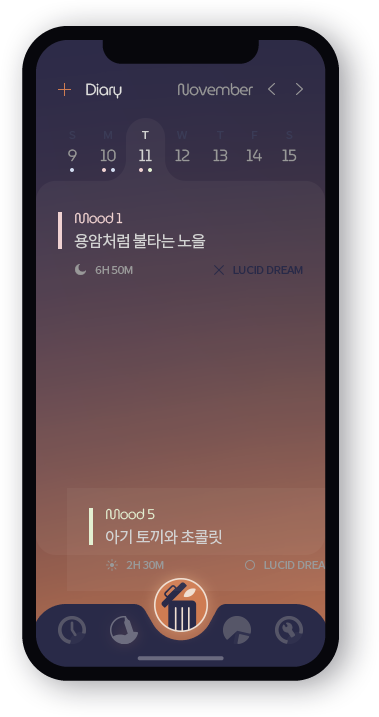 + Diary November < >
S M T W T F S
9 10 11 12 13 14 15
Mood 1
용암처럼 불타는 노을
6H 50M LUCID DREAM
Mood 5
아기 토끼와 초콜릿
2H 30M LUCID DREA